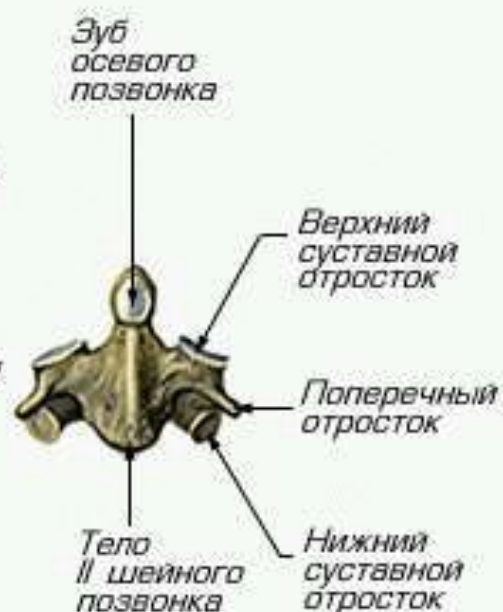 Зуб
осевого
позвонка
Верхний
суставной
отросток
Поперечный
отросток
Тело
II шейного
позвонка
Нижний
суставной
отросток